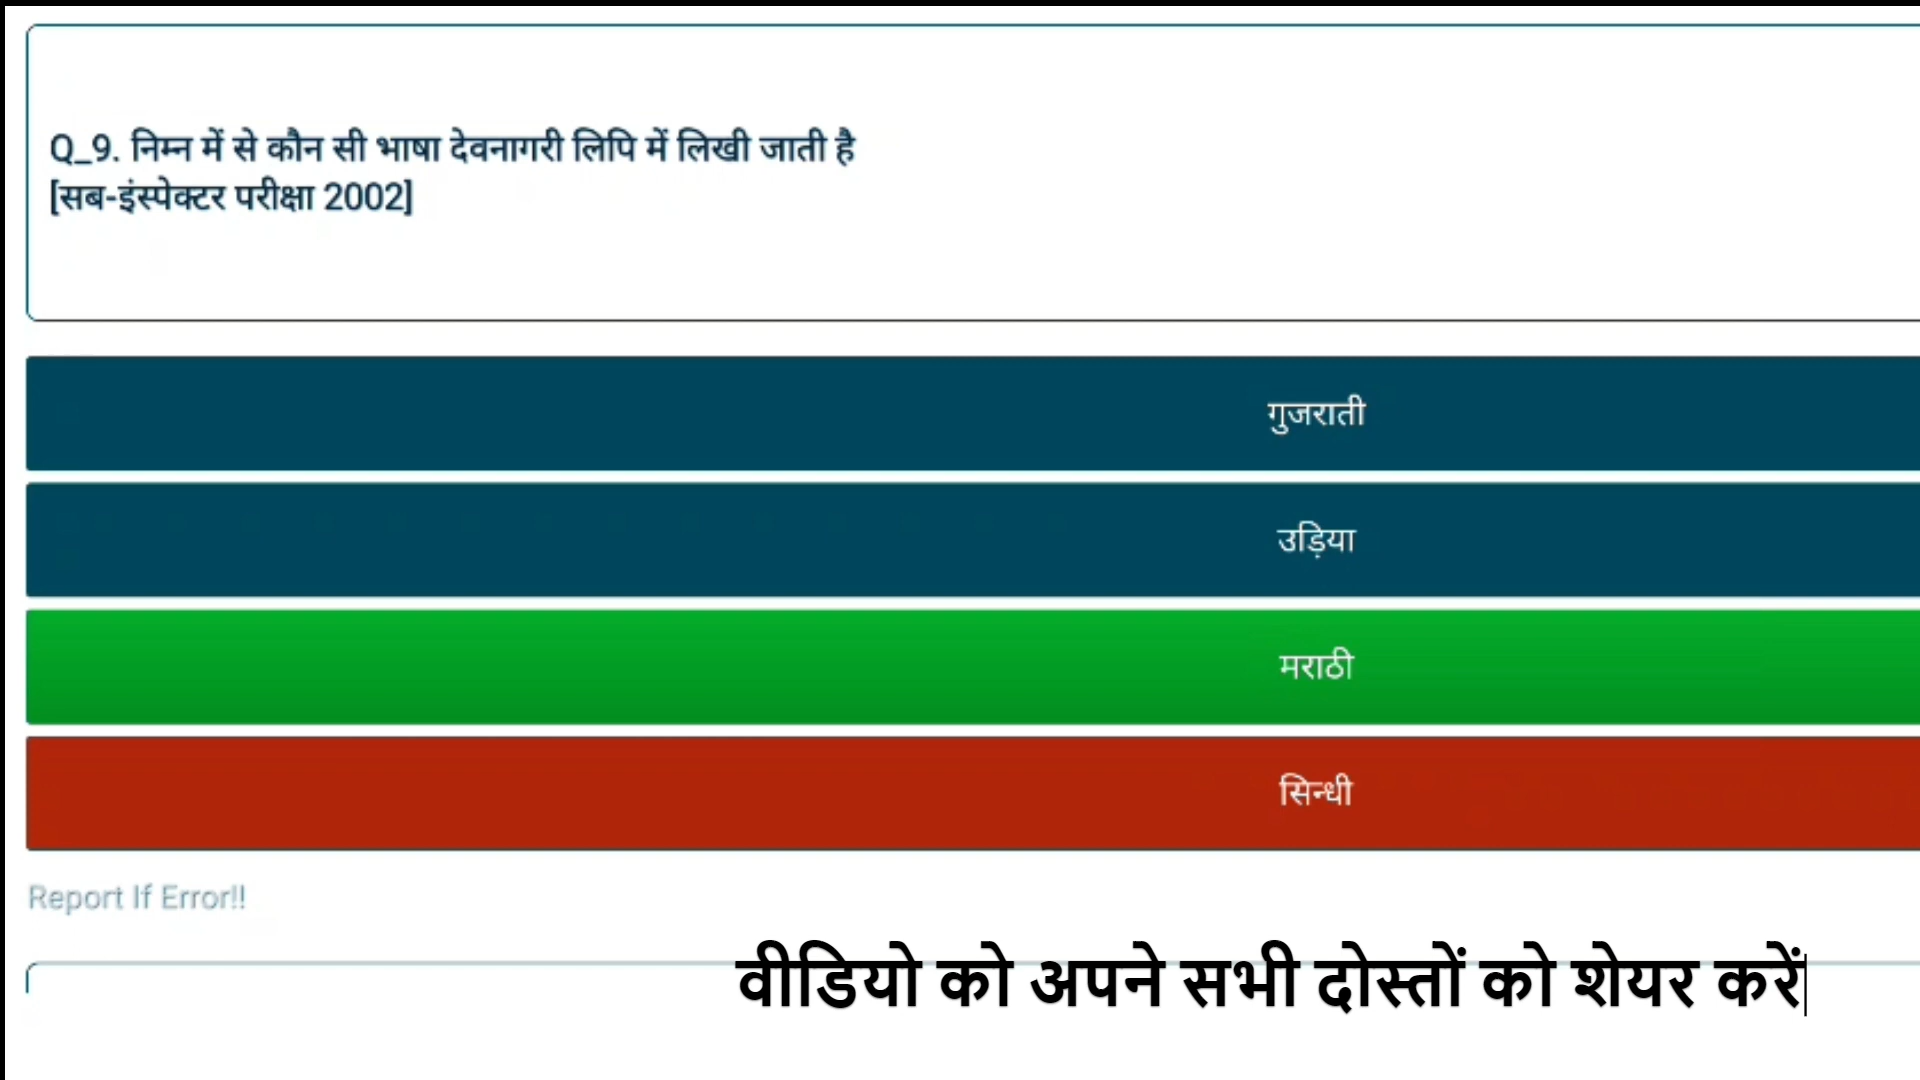 Q_9. निम्न में से कौन सी भाषा देवनागरी लिपि में लिखी जाती है
[सब-इंस्पेक्टर परीक्षा 2002]
गुजराती
उड़िया
मराठी
सिन्धी
Report If Error!!
वीडियो को अपने सभी दोस्तों को शेयर करें